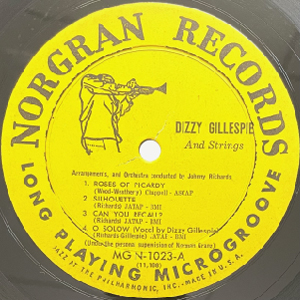 NORGRAN RECORDS
DIZZY GILLESPIE
And Strings
Arrangements, and Orchestra conducted by Johnny Richards
1. ROSES OF PICARDY
(Wood-Weatherly) Chappell - ASCAP
2. SILHOUETTE
(Richards) JATAP - BMI
3. CAN YOU RECALL?
(Richards) JATAP - BMI
4. O SOLOW (Vocal by Dizzy Gillespie)
(Richards-Gillespie) JATAP - BMI
(Under the personal supervision of Norman Granz)
MG N-1023-A
LONG PLAYING MICROGROOVE
JAZZ AT THE PHILHARMONIC, INC. MADE IN U.S.A.